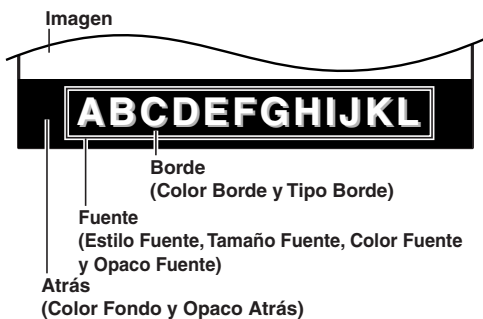 Imagen
ABCDEFGHIJKL
Borde
(Color Borde y Tipo Borde)
Fuente
(Estilo Fuente, Tamaño Fuente, Color Fuente
y Opaco Fuente)
Atrás
(Color Fondo y Opaco Atrás)